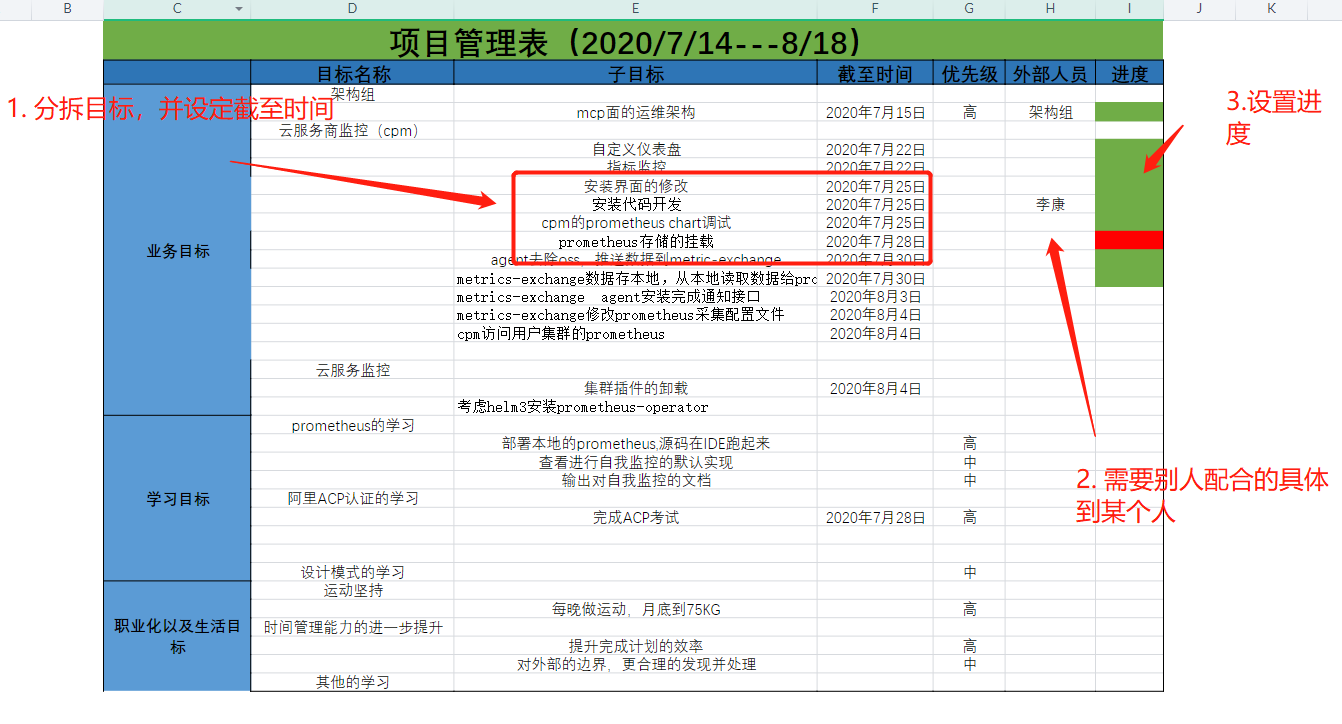 B C D E F G H I J K
项目管理表（2020/7/14---8/18）
目标名称 子目标 截至时间 优先级 外部人员 进度
架构组
1. 分拆目标，并设定截至时间
3.设置进
度
mcp面的运维架构 2020年7月15日 高 架构组
云服务商监控（cpm）
自定义仪表盘 2020年7月22日
指标监控 2020年7月22日
安装界面的修改 2020年7月25日
安装代码开发 2020年7月25日 李康
cpm的prometheus chart调试 2020年7月25日
prometheus存储的挂载 2020年7月28日
业务目标
agent去除oss，推送数据到metric-exchange 2020年7月30日
metrics-exchange数据存本地，从本地读取数据给pro 2020年7月30日
metrics-exchange agent安装完成通知接口 2020年8月3日
metrics-exchange修改prometheus采集配置文件 2020年8月4日
cpm访问用户集群的prometheus 2020年8月4日
云服务监控
集群插件的卸载 2020年8月4日
考虑helm3安装prometheus-operator
prometheus的学习
部署本地的prometheus,源码在IDE跑起来 高
查看进行自我监控的默认实现 中
输出对自我监控的文档 中
2. 需要别人配合的具体
到某个人
学习目标
阿里ACP认证的学习
完成ACP考试 2020年7月28日 高
设计模式的学习 中
运动坚持
每晚做运动，月底到75KG 高
职业化以及生活目
标
时间管理能力的进一步提升
提升完成计划的效率 高
对外部的边界，更合理的发现并处理 中
其他的学习